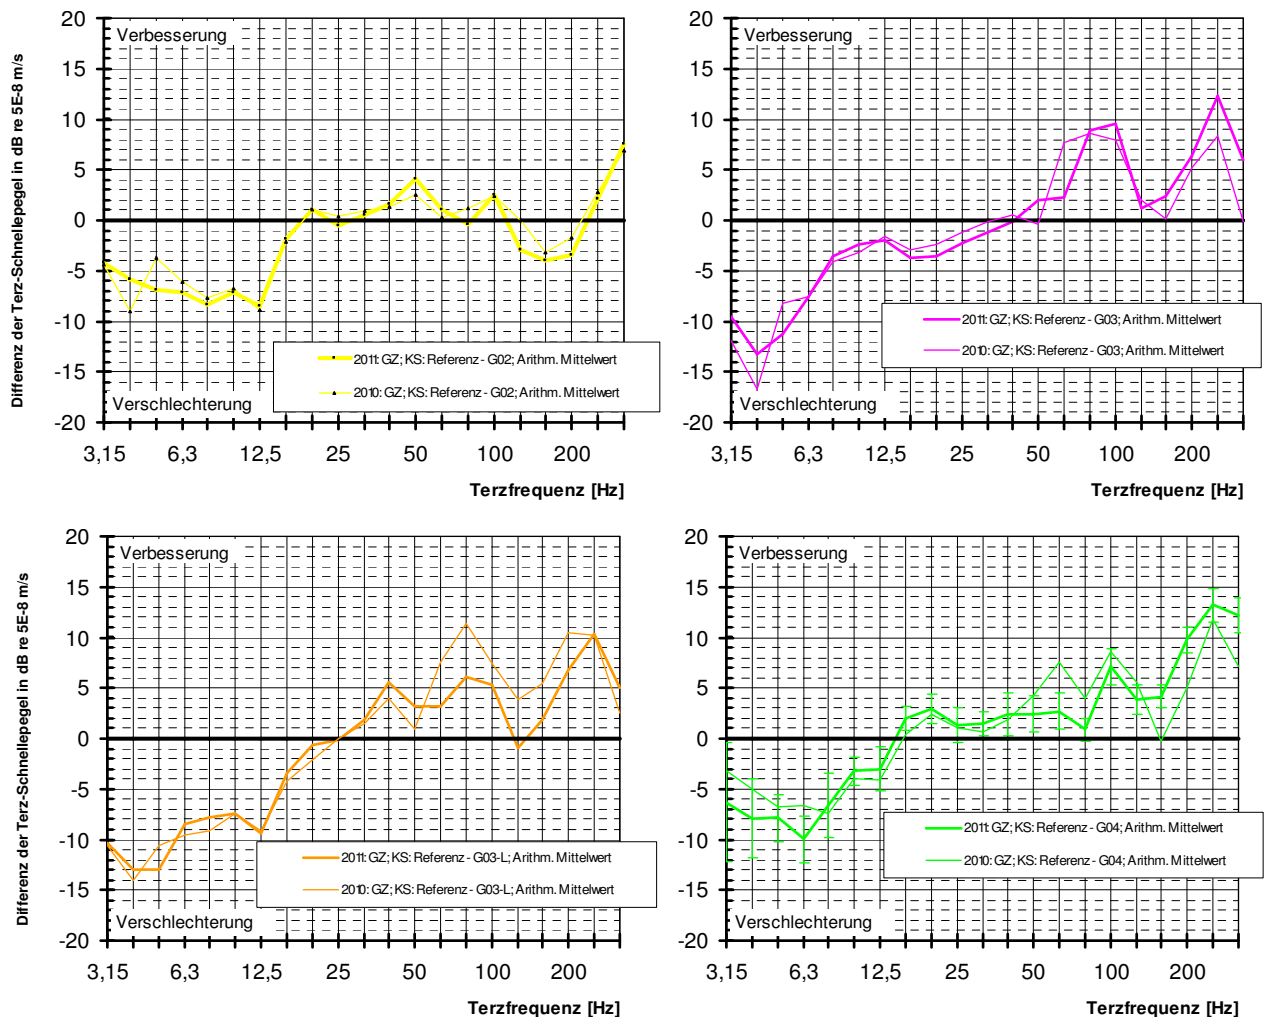 Differenz der Terz-Schnellepegel in dB re 5E-8 m/s
20
15
10
5
0
-5
-10
-15
-20
Verbesserung
2011: GZ; KS: Referenz - G02; Arithm. Mittelwert
2010: GZ; KS: Referenz - G02; Arithm. Mittelwert
Verschlechterung
3,15 6,3 12,5 25 50 100 200
Terzfrequenz [Hz]
20
15
10
5
0
-5
-10
-15
-20
Verbesserung
2011: GZ; KS: Referenz - G03; Arithm. Mittelwert
2010: GZ; KS: Referenz - G03; Arithm. Mittelwert
Verschlechterung
3,15 6,3 12,5 25 50 100 200
Terzfrequenz [Hz]
Differenz der Terz-Schnellepegel in dB re 5E-8 m/s
20
15
10
5
0
-5
-10
-15
-20
Verbesserung
2011: GZ; KS: Referenz - G03-L; Arithm. Mittelwert
2010: GZ; KS: Referenz - G03-L; Arithm. Mittelwert
Verschlechterung
3,15 6,3 12,5 25 50 100 200
Terzfrequenz [Hz]
20
15
10
5
0
-5
-10
-15
-20
Verbesserung
2011: GZ; KS: Referenz - G04; Arithm. Mittelwert
2010: GZ; KS: Referenz - G04; Arithm. Mittelwert
Verschlechterung
3,15 6,3 12,5 25 50 100 200
Terzfrequenz [Hz]